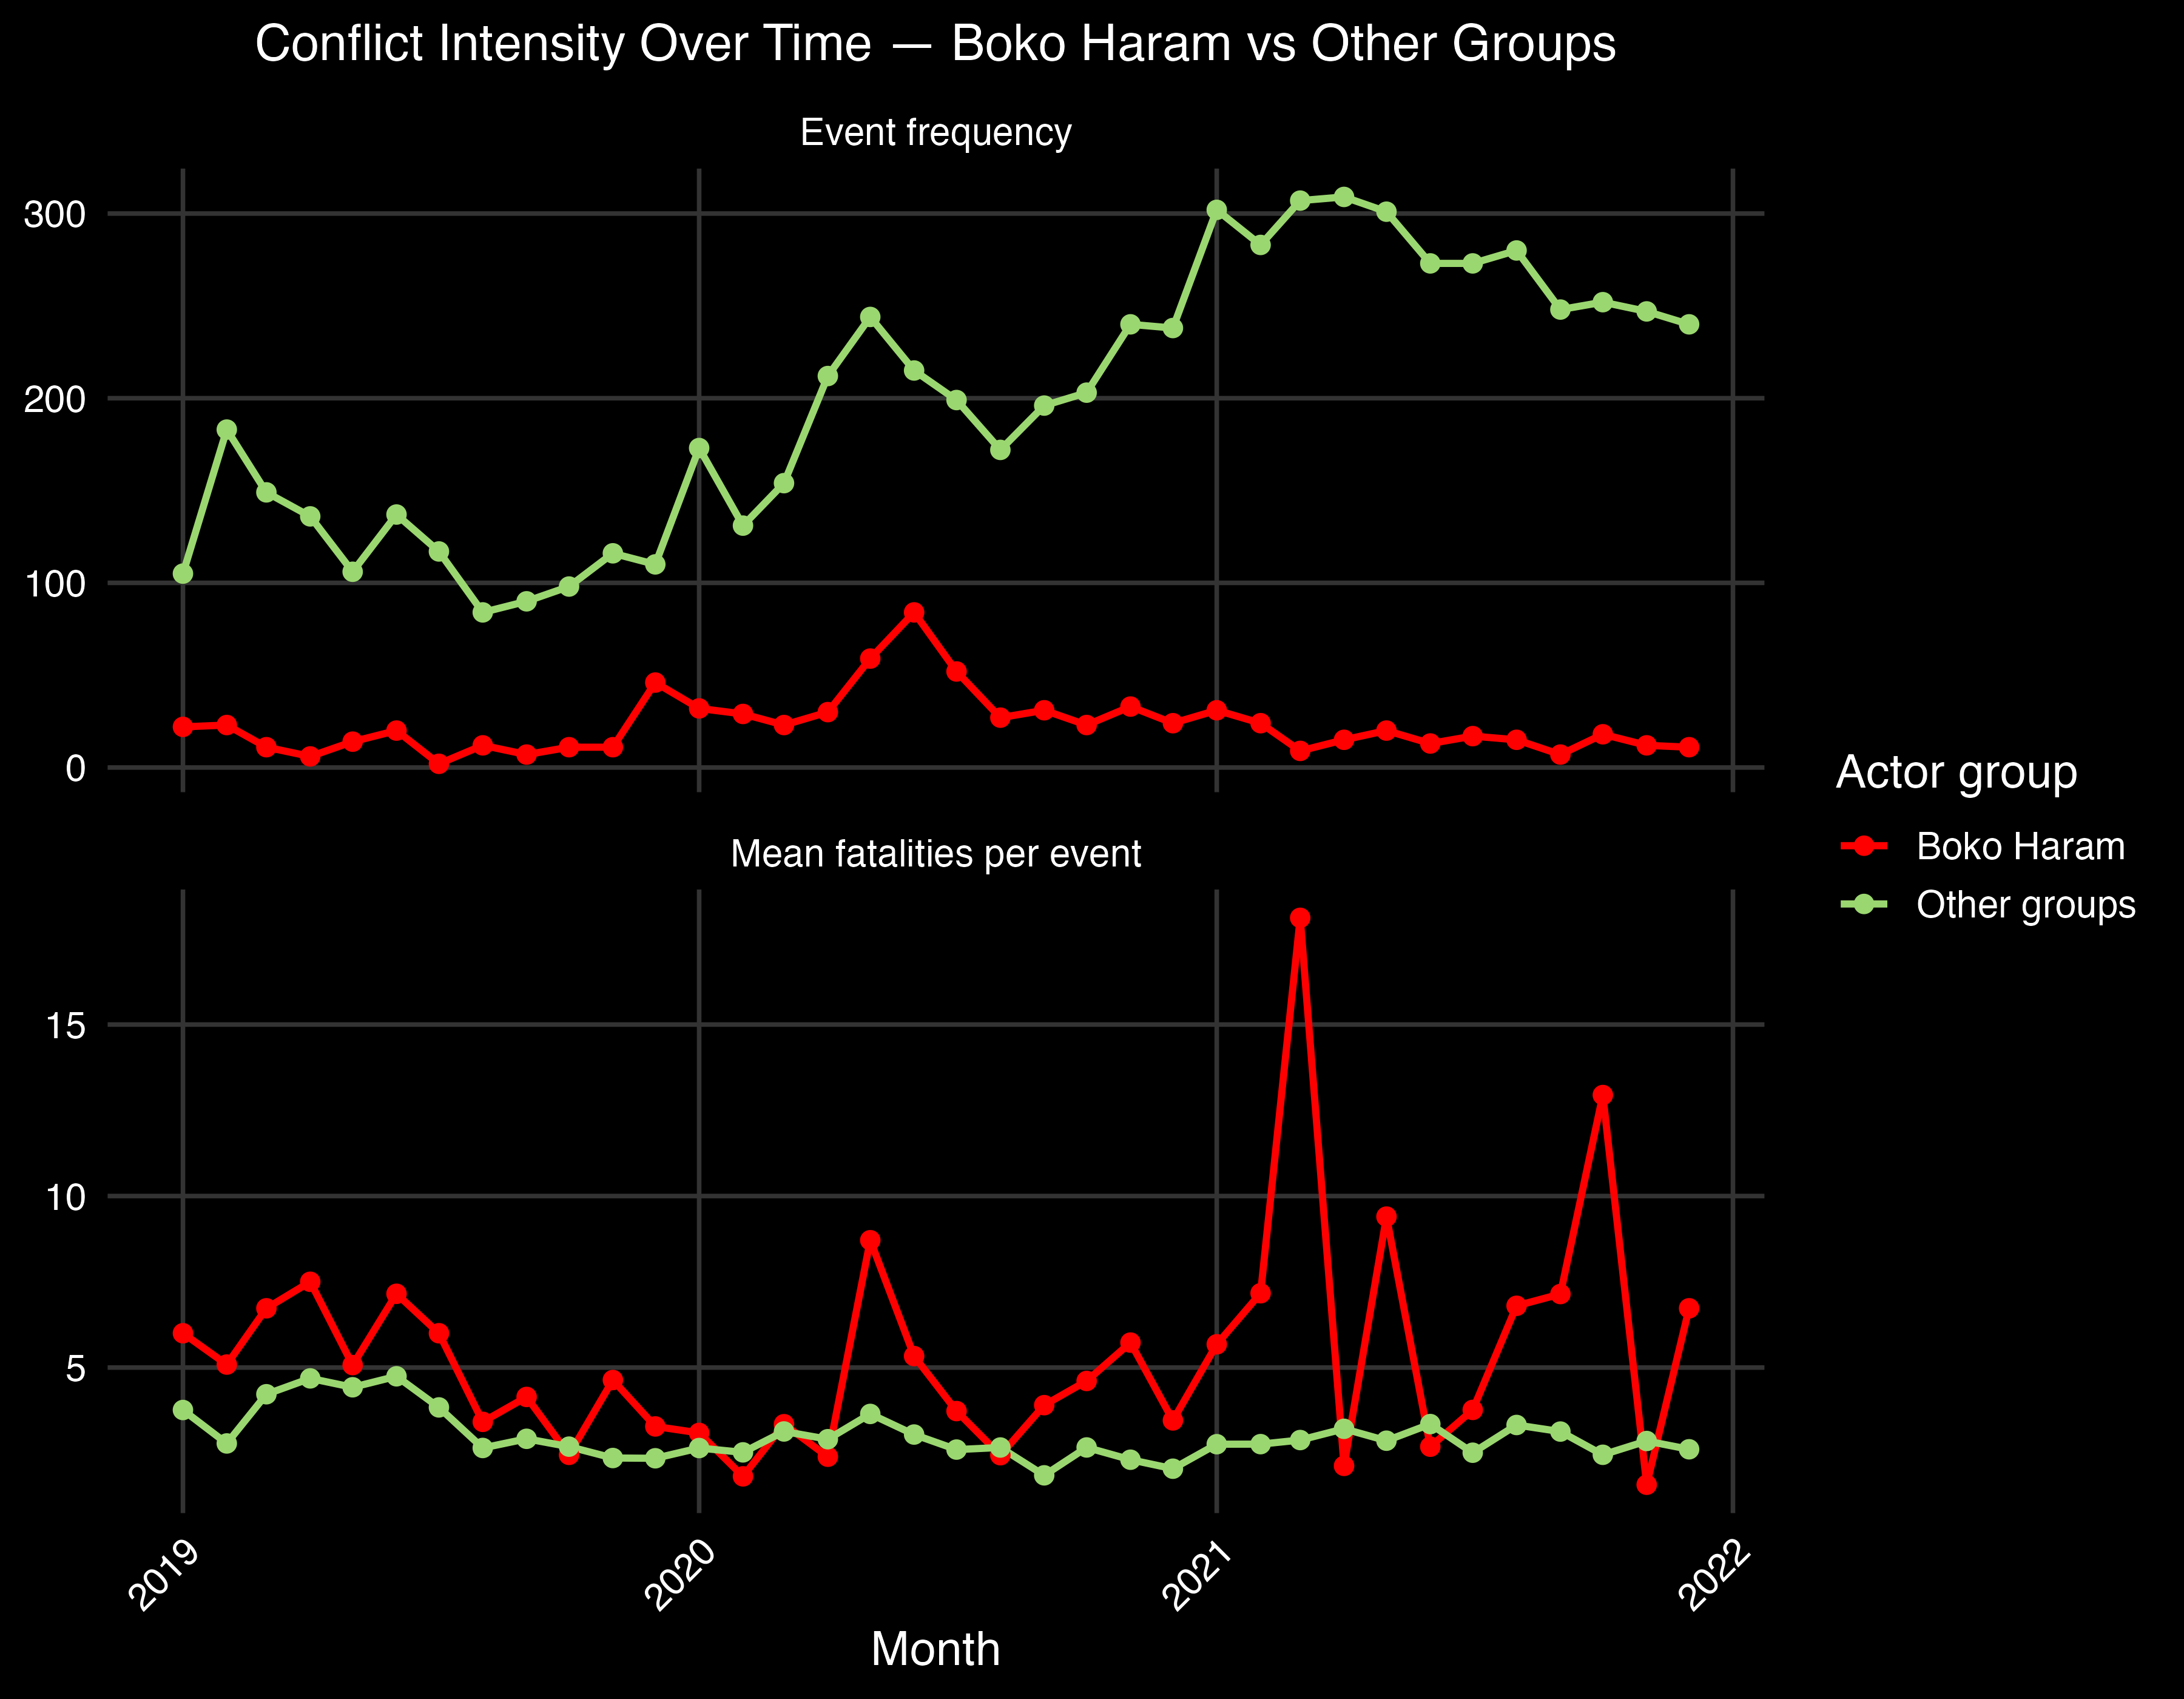 Conflict Intensity Over Time — Boko Haram vs Other Groups
Event frequency
300
200
100
0
Mean fatalities per event
15
10
5
2019
2020
2021
2022
Month
Actor group
Boko Haram
Other groups